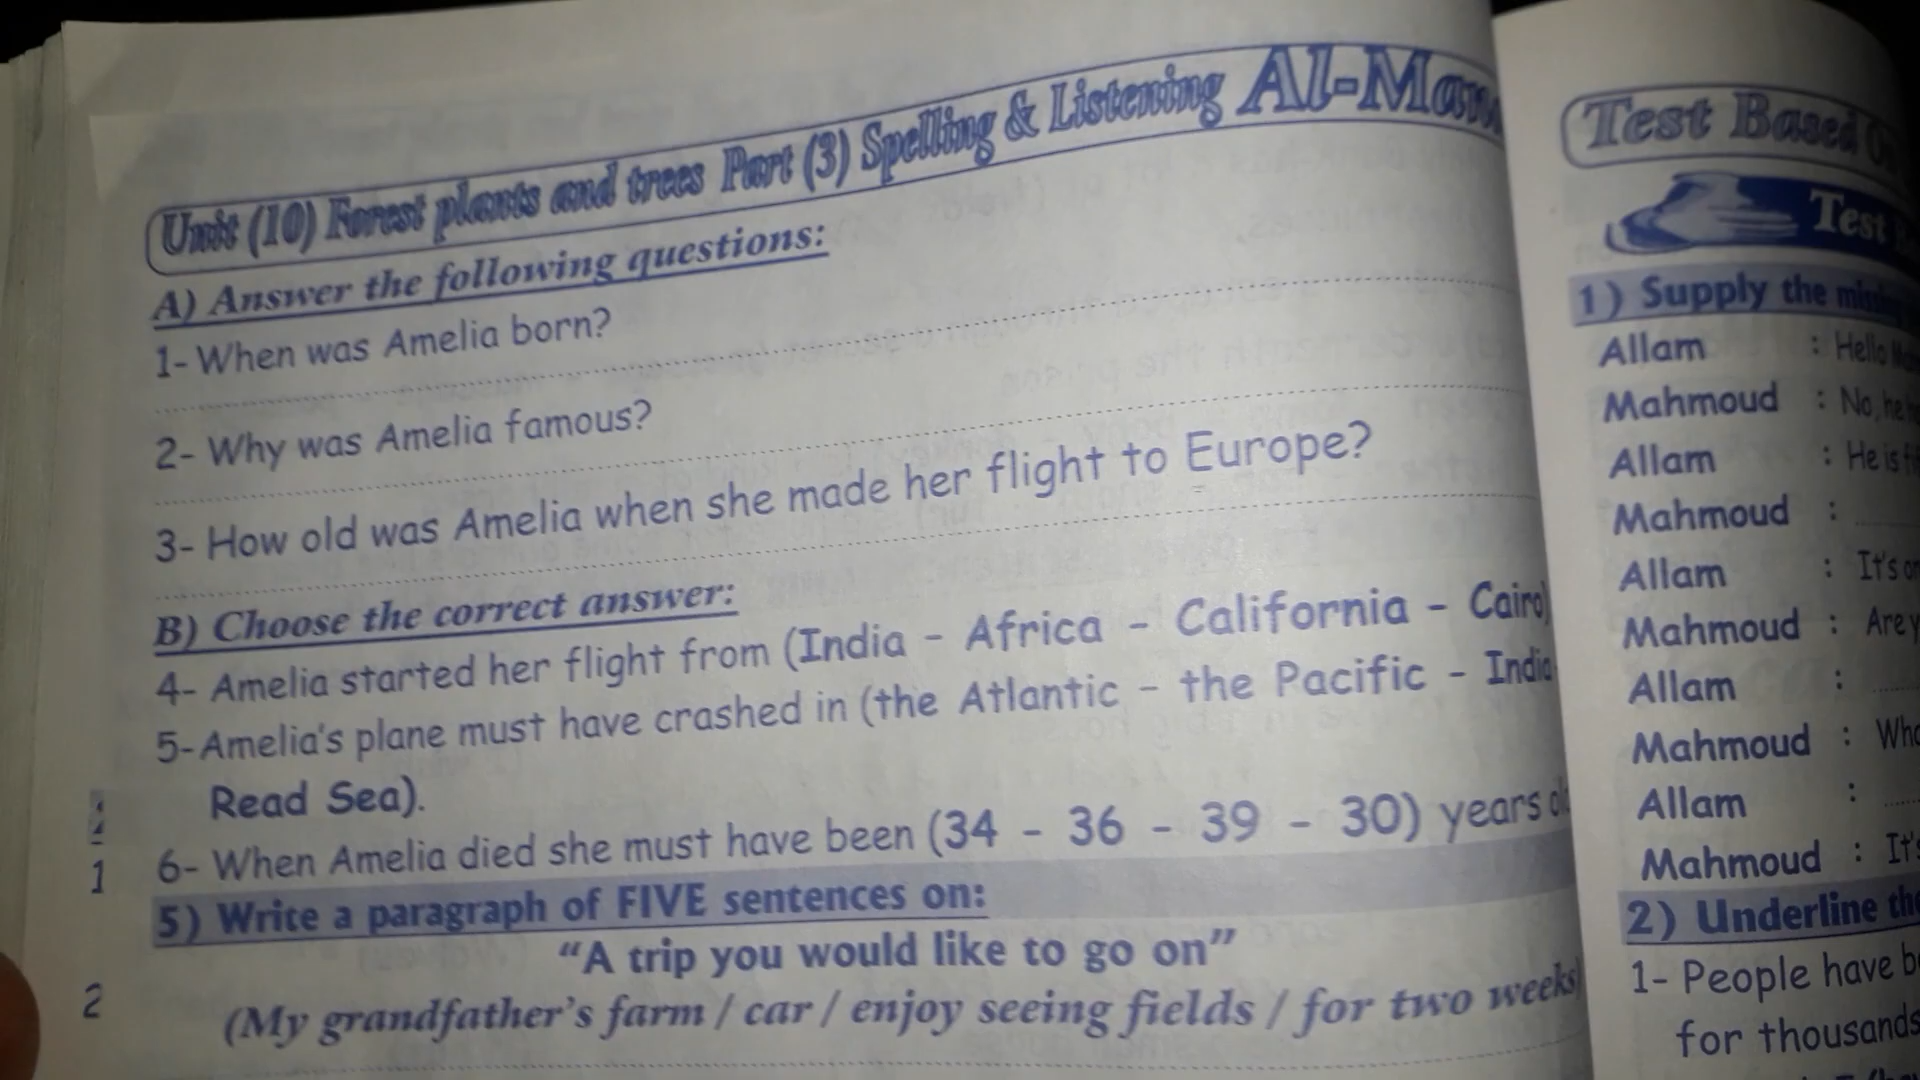 Unit (10) Forest plants and trees Part (3) Spelling & Listening
A) Answer the following questions:
1- When was Amelia born?
2- Why was Amelia famous?
3- How old was Amelia when she made her flight to Europe?
B) Choose the correct answer:
4- Amelia started her flight from (India - Africa - California - Cairo)
5- Amelia's plane must have crashed in (the Atlantic - the Pacific -
Read Sea).
6- When Amelia died she must have been (34 - 36 - 39 - 30) years
5) Write a paragraph of FIVE sentences on:
"A trip you would like to go on"
(My grandfather's farm / car / enjoy seeing fields / for two weeks
1
2
Test Based
Test
1) Supply the
Allam : Hello
Mahmoud : No, he
Allam : He is
Mahmoud :
Allam : It's
Mahmoud : Are
Allam :
Mahmoud :
Allam :
Mahmoud : It's
2) Underline the
1- People have
for thousands